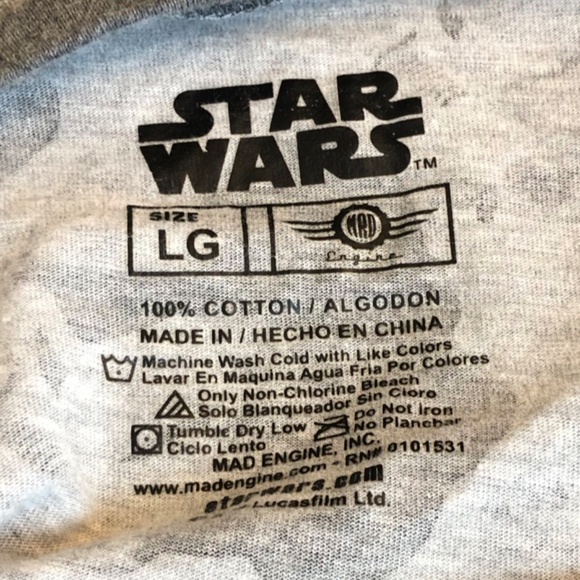 STAR
WARS™
SIZE
LG
MAD
Engine
100% COTTON / ALGODON
MADE IN / HECHO EN CHINA
Machine Wash Cold with Like Colors
Lavar En Maquina Agua Fria Por Colores
Only Non-Chlorine Bleach
Solo Blanqueador Sin Cloro
Tumble Dry Low
Ciclo Lento
Do Not Iron
No Planchar
MAD ENGINE, INC.
www.madengine.com - RN# 0101531
starwars.com
Lucasfilm Ltd.